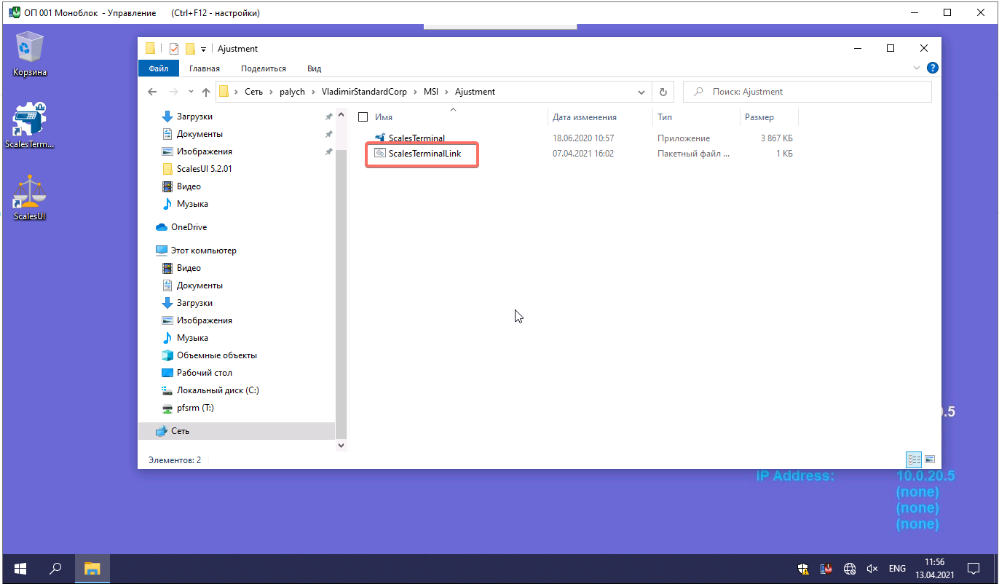 ОП 001 Моноблок - Управление (Ctrl+F12 - настройки)
Корзина
ScalesTerm...
ScalesUI
Ajustment
Файл Главная Поделиться Вид
Сеть palych VladimirStandardCorp MSI Ajustment
Поиск: Ajustment
Загрузки
Документы
Изображения
ScalesUI 5.2.01
Видео
Музыка
OneDrive
Этот компьютер
Видео
Документы
Загрузки
Изображения
Музыка
Объемные объекты
Рабочий стол
Локальный диск (C:)
pfsrm (T:)
Сеть
Имя Дата изменения Тип Размер
ScalesTerminal 18.06.2020 10:57 Приложение 3 867 КБ
ScalesTerminalLink 07.04.2021 16:02 Пакетный файл ... 1 КБ
Элементов: 2
0.5
IP Address: 10.0.20.5
(none)
(none)
(none)
ENG
11:56
13.04.2021